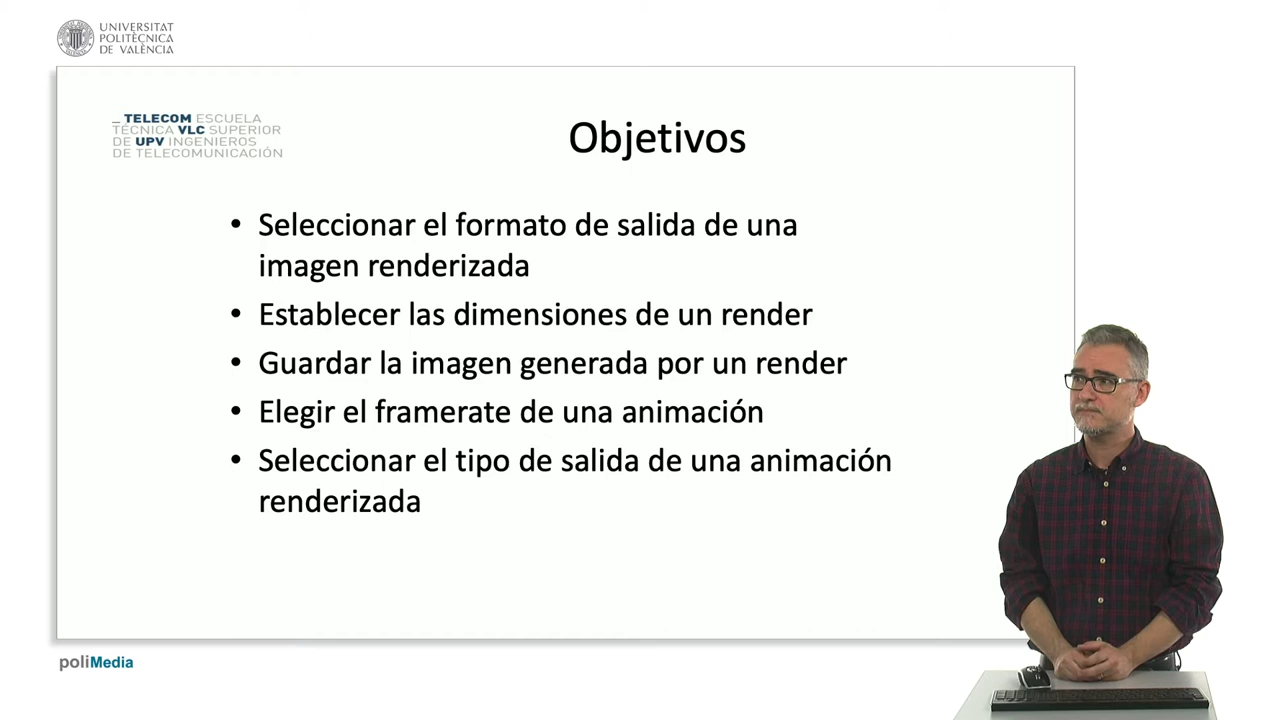 UNIVERSITAT
POLITÈCNICA
DE VALÈNCIA
_ TELECOM ESCUELA
TÉCNICA VLC SUPERIOR
DE UPV INGENIEROS
DE TELECOMUNICACIÓN
Objetivos
• Seleccionar el formato de salida de una
imagen renderizada
• Establecer las dimensiones de un render
• Guardar la imagen generada por un render
• Elegir el framerate de una animación
• Seleccionar el tipo de salida de una animación
renderizada
poliMedia